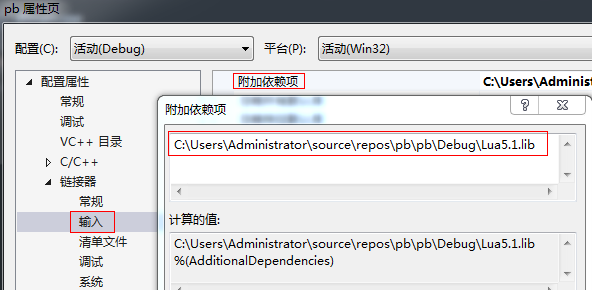 pb 属性页
配置(C): 活动(Debug) 平台(P): 活动(Win32)
配置属性
常规
调试
VC++ 目录
C/C++
链接器
常规
输入
清单文件
调试
系统
附加依赖项 C:\Users\Adminis
附加依赖项
C:\Users\Administrator\source\repos\pb\pb\Debug\Lua5.1.lib
计算的值:
C:\Users\Administrator\source\repos\pb\pb\Debug\Lua5.1.lib
%(AdditionalDependencies)